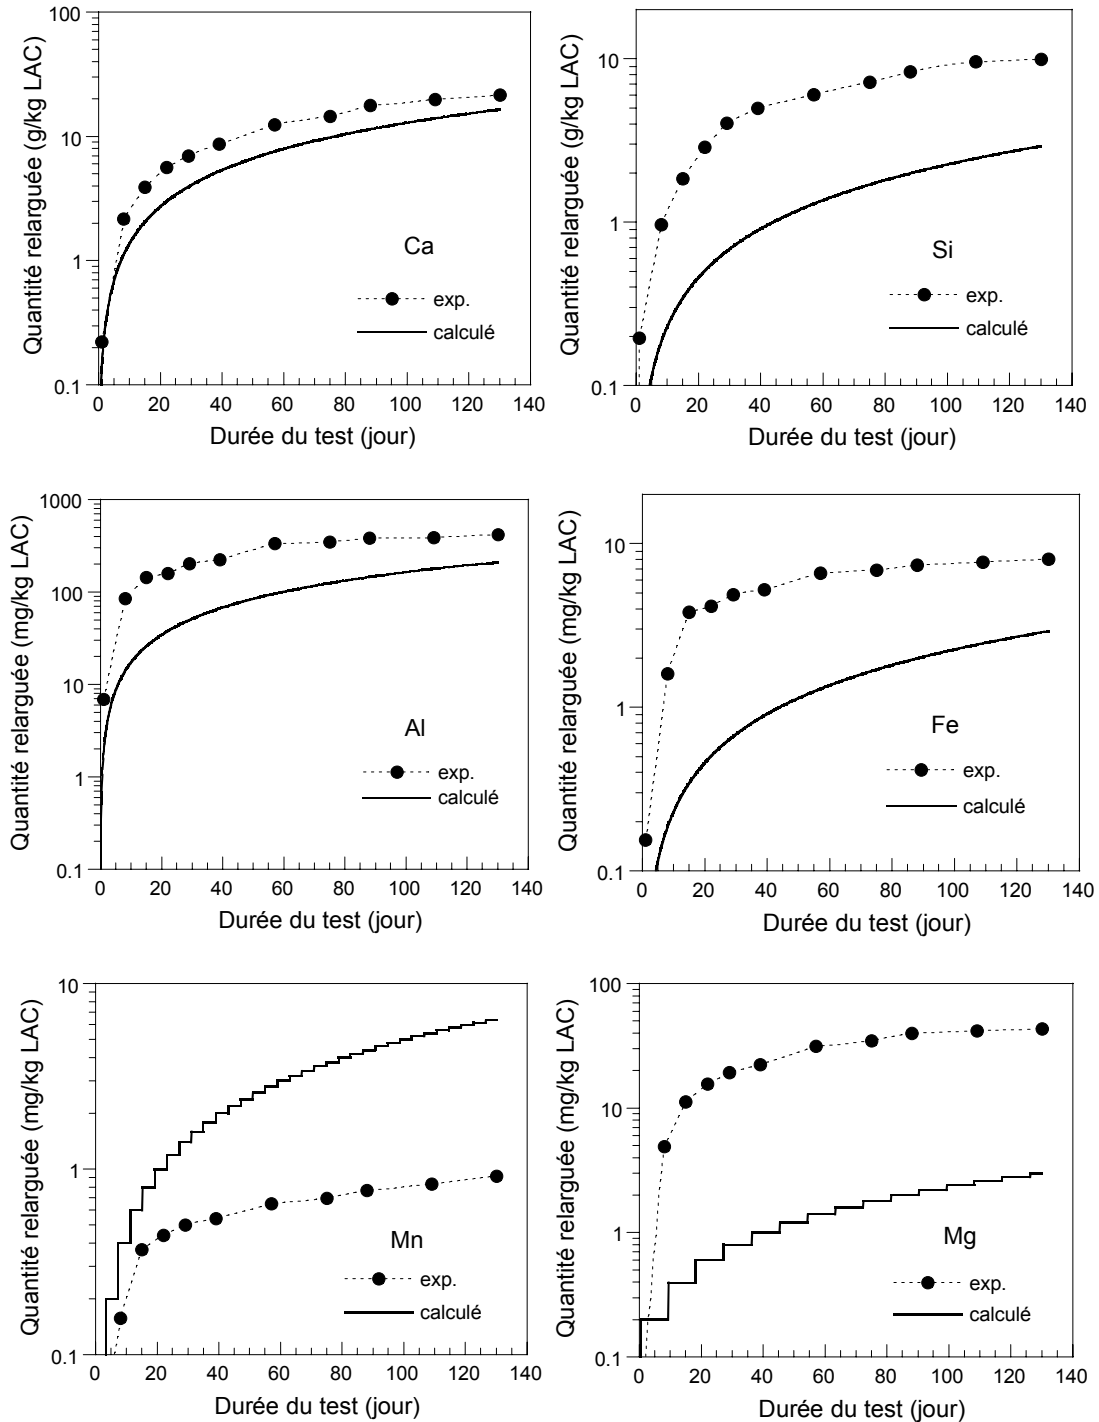 Quantité relarguée (g/kg LAC)
100
10
1
0.1
Ca
exp.
calculé
0 20 40 60 80 100 120 140
Durée du test (jour)
Quantité relarguée (g/kg LAC)
10
1
0.1
Si
exp.
calculé
0 20 40 60 80 100 120 140
Durée du test (jour)
Quantité relarguée (mg/kg LAC)
1000
100
10
1
0.1
Al
exp.
calculé
0 20 40 60 80 100 120 140
Durée du test (jour)
Quantité relarguée (mg/kg LAC)
10
1
0.1
Fe
exp.
calculé
0 20 40 60 80 100 120 140
Durée du test (jour)
Quantité relarguée (mg/kg LAC)
10
1
0.1
Mn
exp.
calculé
0 20 40 60 80 100 120 140
Durée du test (jour)
Quantité relarguée (mg/kg LAC)
100
10
1
0.1
Mg
exp.
calculé
0 20 40 60 80 100 120 140
Durée du test (jour)